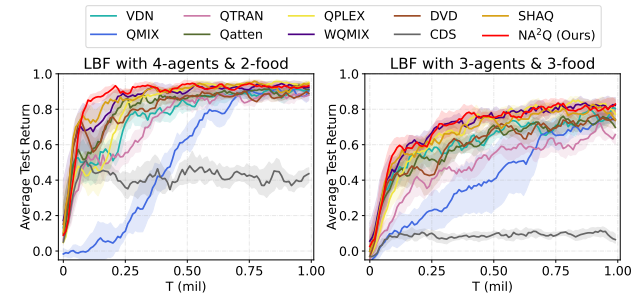 VDN QTRAN QPLEX DVD SHAQ
QMIX Qatten WQMIX CDS NA²Q (Ours)
LBF with 4-agents & 2-food
Average Test Return
1.0
0.8
0.6
0.4
0.2
0.0
0 0.25 0.50 0.75 1.00
T (mil)
LBF with 3-agents & 3-food
Average Test Return
1.0
0.8
0.6
0.4
0.2
0.0
0 0.25 0.50 0.75 1.00
T (mil)